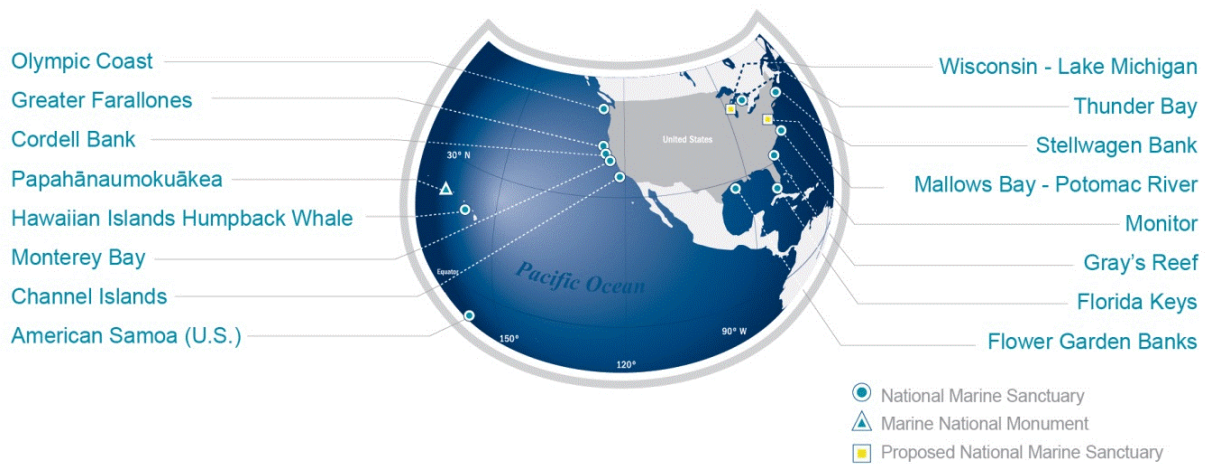 Olympic Coast
Greater Farallones
Cordell Bank
Papahānaumokuākea
Hawaiian Islands Humpback Whale
Monterey Bay
Channel Islands
American Samoa (U.S.)
30° N
Equator
150°
120°
90° W
Pacific Ocean
United States
Wisconsin - Lake Michigan
Thunder Bay
Stellwagen Bank
Mallows Bay - Potomac River
Monitor
Gray's Reef
Florida Keys
Flower Garden Banks
National Marine Sanctuary
Marine National Monument
Proposed National Marine Sanctuary